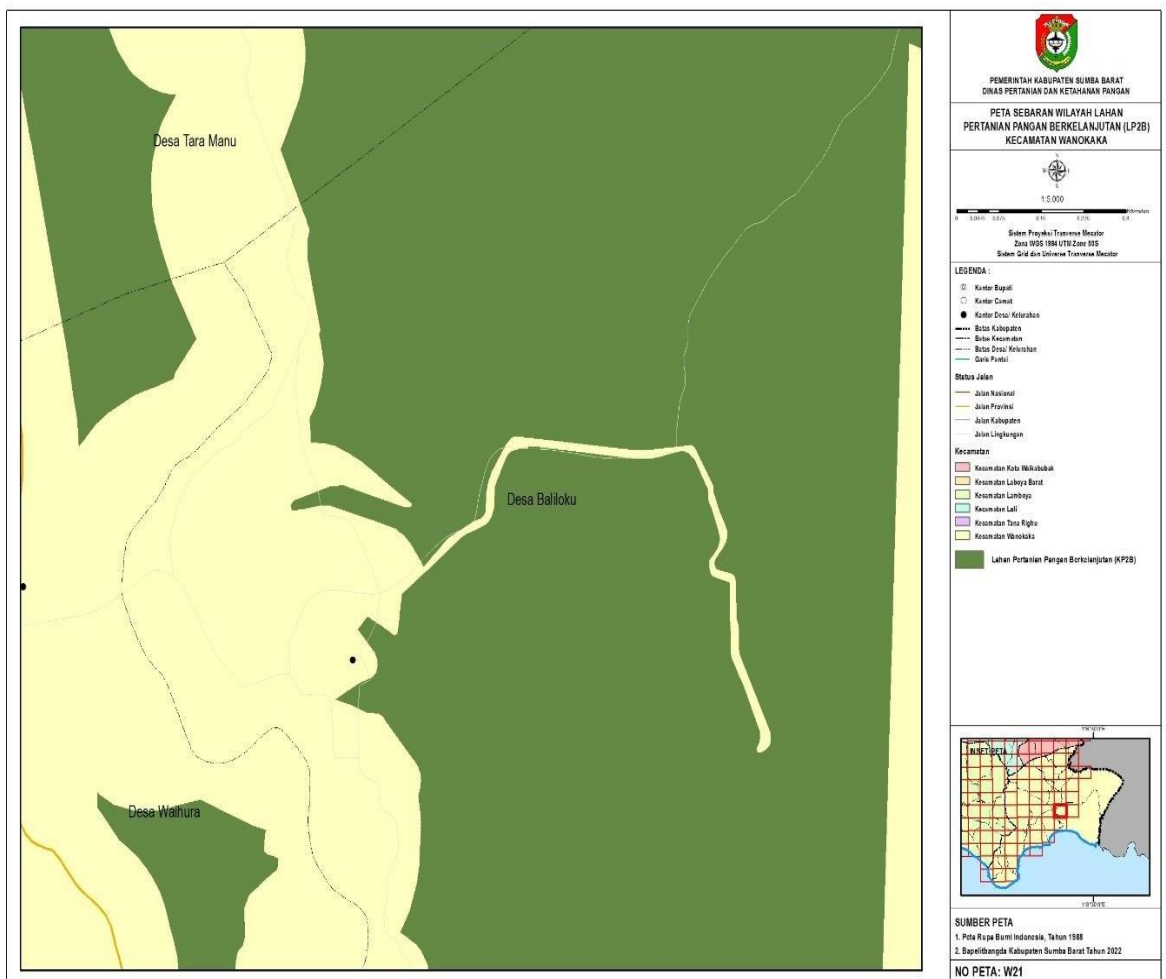 Desa Tara Manu
Desa Baliloku
Desa Waihura
PEMERINTAH KABUPATEN SUMBA BARAT
DINAS PERTANIAN DAN KETAHANAN PANGAN
PETA SEBARAN WILAYAH LAHAN
PERTANIAN PANGAN BERKELANJUTAN (LP2B)
KECAMATAN WANOKAKA
1:5.000
Kilometers
Sistem Proyeksi Tranverse Mecator
Zona WGS 1984 UTM Zone 50S
Sistem Grid dan Universe Tranverse Mecator
LEGENDA :
Kantor Bupati
Kantor Camat
Kantor Desa/ Kelurahan
Batas Kabupaten
Batas Kecamatan
Batas Desa/ Kelurahan
Garis Pantai
Status Jalan
Jalan Nasional
Jalan Provinsi
Jalan Kabupaten
Jalan Lingkungan
Kecamatan
Kecamatan Kota Waikabubak
Kecamatan Laboya Barat
Kecamatan Lamboya
Kecamatan Loli
Kecamatan Tana Righu
Kecamatan Wanokaka
Lahan Pertanian Pangan Berkelanjutan (KP2B)
INSET PETA
SUMBER PETA
1. Peta Rupa Bumi Indonesia, Tahun 1988
2. Bapelitbangda Kabupaten Sumba Barat Tahun 2022
NO PETA: W21